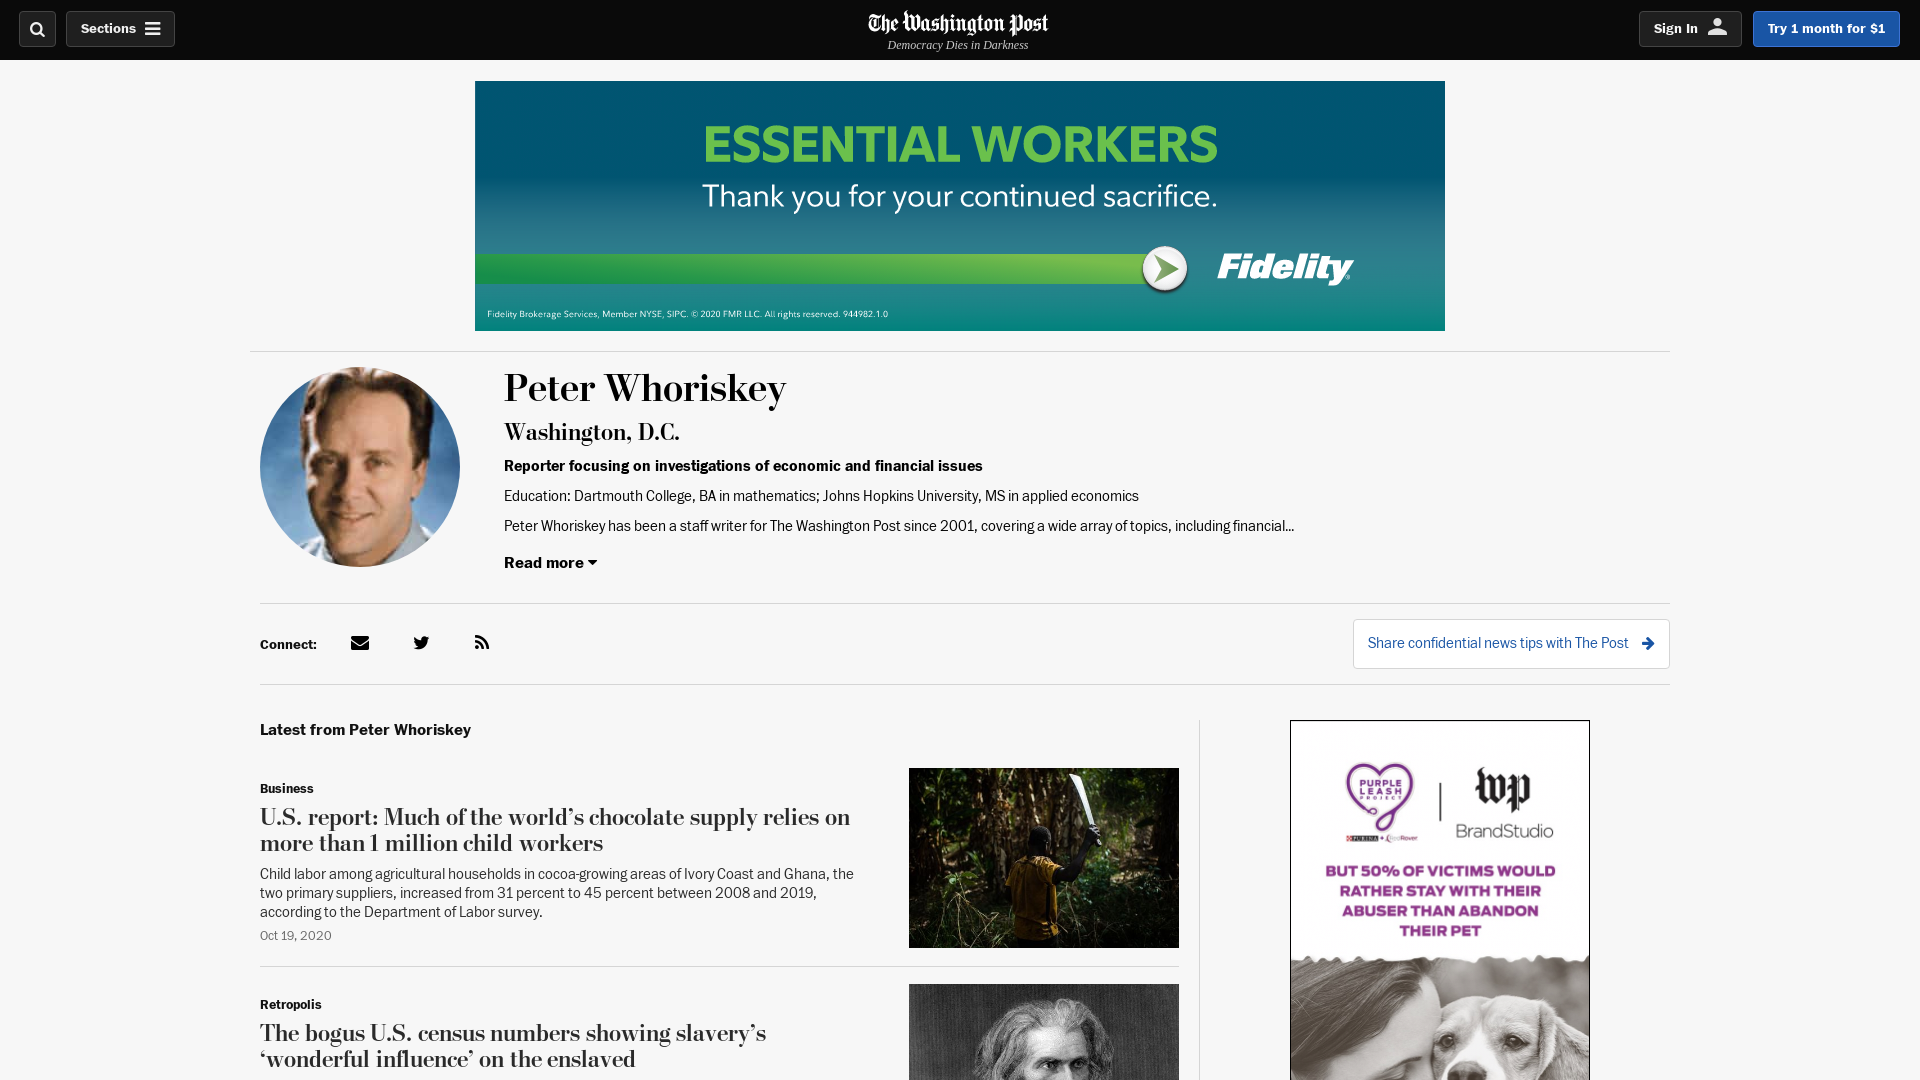 Sections
The Washington Post
Democracy Dies in Darkness
Sign In
Try 1 month for $1
ESSENTIAL WORKERS
Thank you for your continued sacrifice.
Fidelity
Fidelity Brokerage Services, Member NYSE, SIPC. © 2020 FMR LLC. All rights reserved. 944982.1.0
Peter Whoriskey
Washington, D.C.
Reporter focusing on investigations of economic and financial issues
Education: Dartmouth College, BA in mathematics; Johns Hopkins University, MS in applied economics
Peter Whoriskey has been a staff writer for The Washington Post since 2001, covering a wide array of topics, including financial...
Read more
Connect:
Share confidential news tips with The Post
Latest from Peter Whoriskey
Business
U.S. report: Much of the world’s chocolate supply relies on
more than 1 million child workers
Child labor among agricultural households in cocoa-growing areas of Ivory Coast and Ghana, the
two primary suppliers, increased from 31 percent to 45 percent between 2008 and 2019,
according to the Department of Labor survey.
Oct 19, 2020
Retropolis
The bogus U.S. census numbers showing slavery’s
‘wonderful influence’ on the enslaved
PURPLE
LEASH
PROJECT
PURINA +
wp
BrandStudio
BUT 50% OF VICTIMS WOULD
RATHER STAY WITH THEIR
ABUSER THAN ABANDON
THEIR PET